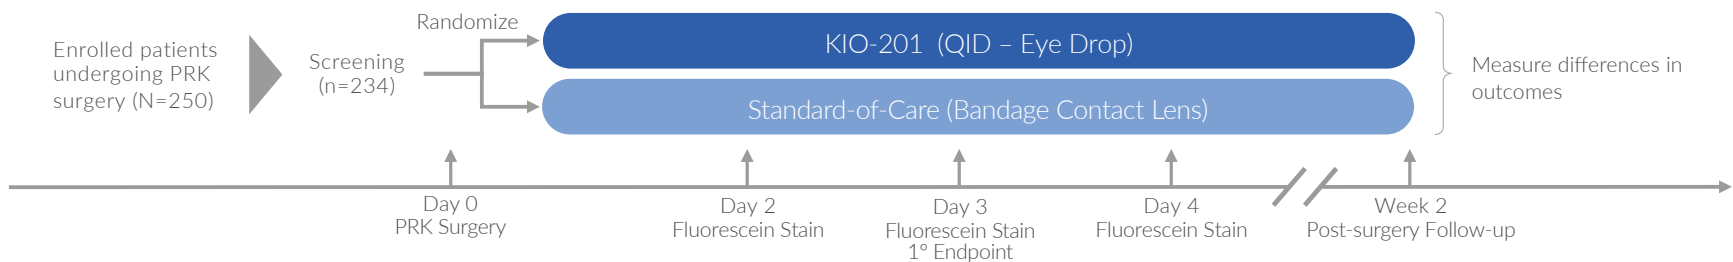 Enrolled patients
undergoing PRK
surgery (N=250)
Screening
(n=234)
Randomize
KIO-201 (QID – Eye Drop)
Standard-of-Care (Bandage Contact Lens)
Measure differences in
outcomes
Day 0
PRK Surgery
Day 2
Fluorescein Stain
Day 3
Fluorescein Stain
1° Endpoint
Day 4
Fluorescein Stain
Week 2
Post-surgery Follow-up